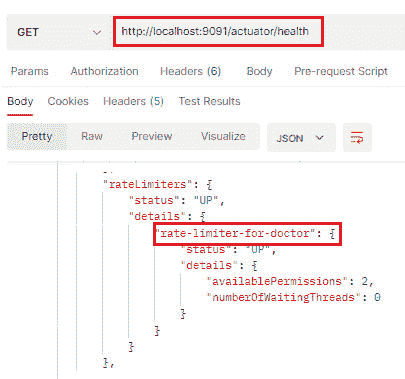 GET
http://localhost:9091/actuator/health
Params Authorization Headers (6) Body Pre-request Script
Body Cookies Headers (5) Test Results
Pretty Raw Preview Visualize JSON
},
"rateLimiters": {
"status": "UP",
"details": {
"rate-limiter-for-doctor": {
"status": "UP",
"details": {
"availablePermissions": 2,
"numberOfWaitingThreads": 0
}
}
}
},